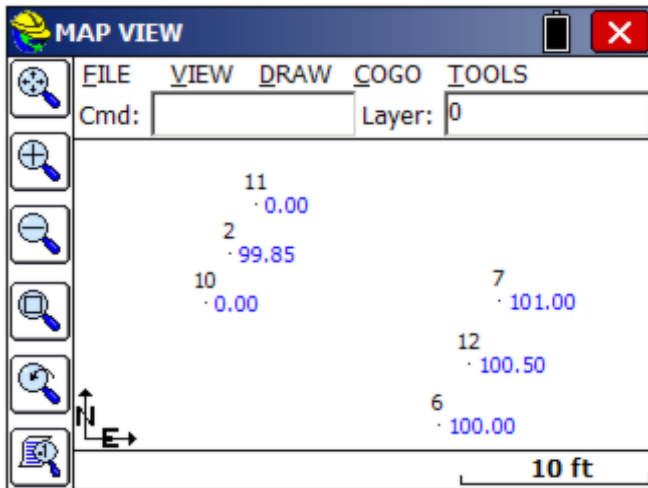 MAP VIEW
FILE VIEW DRAW COGO TOOLS
Cmd: Layer: 0
11
0.00
2
99.85
10
0.00
7
101.00
12
100.50
6
100.00
N
E
10 ft